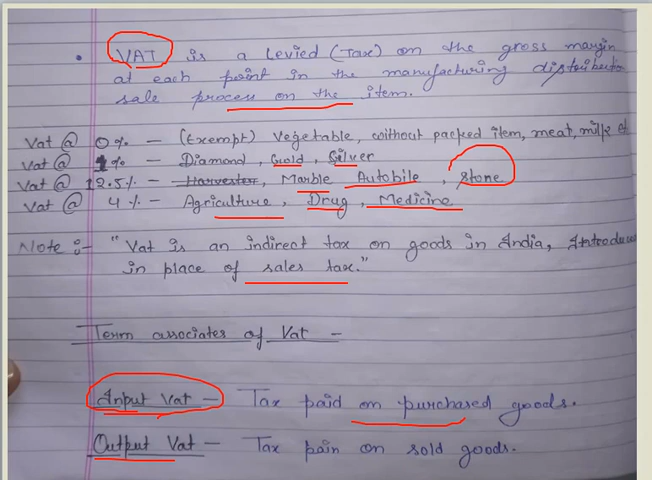 • VAT is a Levied (Tax) on the gross margin
at each point in the manufacturing distribution
sale process on the item.
Vat @ 0% – (Exempt) Vegetable, without packed item, meat, milk et
Vat @ 1% – Diamond, Gold, Silver
Vat @ 12.5% – Harvester, Marble Autobile, stone
Vat @ 4% – Agriculture, Drug, Medicine
Note :- "Vat is an indirect tax on goods in India, Introduced
in place of sales tax."
Term associates of Vat –
Input Vat – Tax paid on purchased goods.
Output Vat – Tax pain on sold goods.